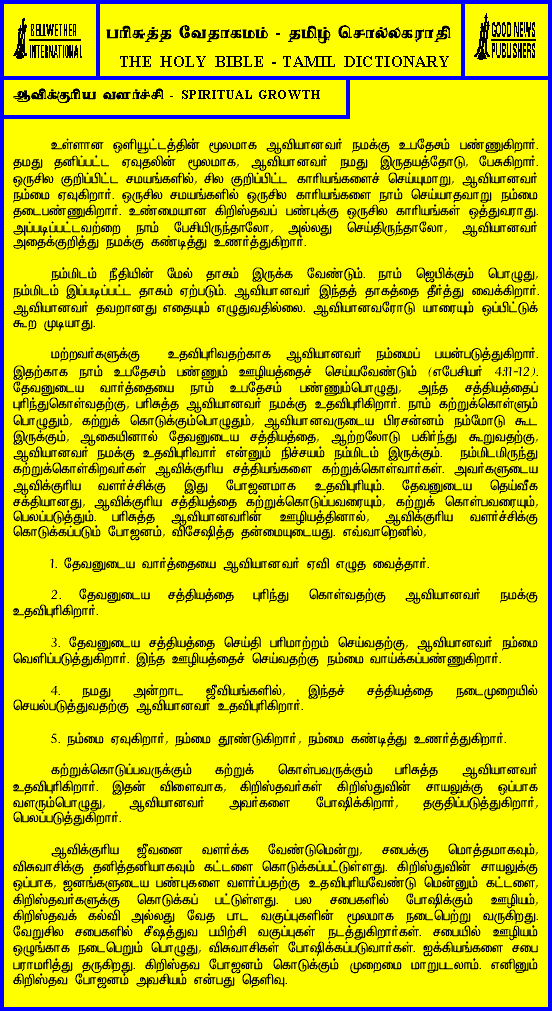 BELLWETHER
INTERNATIONAL
பரிசுத்த வேதாகமம் - தமிழ் சொல்லகராதி
THE HOLY BIBLE - TAMIL DICTIONARY
GOOD NEWS
PUBLISHERS
ஆவிக்குரிய வளர்ச்சி - SPIRITUAL GROWTH
உள்ளான ஒளியூட்டத்தின் மூலமாக ஆவியானவர் நமக்கு உபதேசம் பண்ணுகிறார்.
தமது தனிப்பட்ட ஏவுதலின் மூலமாக, ஆவியானவர் நமது இருதயத்தோடு, பேசுகிறார்.
ஒருசில குறிப்பிட்ட சமயங்களில், சில குறிப்பிட்ட காரியங்களைச் செய்யுமாறு, ஆவியானவர்
நம்மை ஏவுகிறார். ஒருசில சமயங்களில் ஒருசில காரியங்களை நாம் செய்யாதவாறு நம்மை
தடைபண்ணுகிறார். உண்மையான கிறிஸ்தவப் பண்புக்கு ஒருசில காரியங்கள் ஒத்துவராது.
அப்படிப்பட்டவற்றை நாம் பேசியிருந்தாலோ, அல்லது செய்திருந்தாலோ, ஆவியானவர்
அதைக்குறித்து நமக்கு கண்டித்து உணர்த்துகிறார்.
நம்மிடம் நீதியின் மேல் தாகம் இருக்க வேண்டும். நாம் ஜெபிக்கும் பொழுது,
நம்மிடம் இப்படிப்பட்ட தாகம் ஏற்படும். ஆவியானவர் இந்தத் தாகத்தை தீர்த்து வைக்கிறார்.
ஆவியானவர் தவறானது எதையும் எழுதுவதில்லை. ஆவியானவரோடு யாரையும் ஒப்பிட்டுக்
கூற முடியாது.
மற்றவர்களுக்கு உதவிபுரிவதற்காக ஆவியானவர் நம்மைப் பயன்படுத்துகிறார்.
இதற்காக நாம் உபதேசம் பண்ணும் ஊழியத்தைச் செய்யவேண்டும் (எபேசியர் 4:11-12).
தேவனுடைய வார்த்தையை நாம் உபதேசம் பண்ணும்பொழுது, அந்த சத்தியத்தைப்
புரிந்துகொள்வதற்கு, பரிசுத்த ஆவியானவர் நமக்கு உதவிபுரிகிறார். நாம் கற்றுக்கொள்ளும்
பொழுதும், கற்றுக் கொடுக்கும்பொழுதும், ஆவியானவருடைய பிரசன்னம் நம்மோடு கூட
இருக்கும், ஆகையினால் தேவனுடைய சத்தியத்தை, ஆற்றலோடு பகிர்ந்து கூறுவதற்கு,
ஆவியானவர் நமக்கு உதவிபுரிவார் என்னும் நிச்சயம் நம்மிடம் இருக்கும். நம்மிடமிருந்து
கற்றுக்கொள்கிறவர்கள் ஆவிக்குரிய சத்தியங்களை கற்றுக்கொள்வார்கள். அவர்களுடைய
ஆவிக்குரிய வளர்ச்சிக்கு இது போஜனமாக உதவிபுரியும். தேவனுடைய தெய்வீக
சக்தியானது, ஆவிக்குரிய சத்தியத்தை கற்றுக்கொடுப்பவரையும், கற்றுக் கொள்பவரையும்,
பெலப்படுத்தும். பரிசுத்த ஆவியானவரின் ஊழியத்தினால், ஆவிக்குரிய வளர்ச்சிக்கு
கொடுக்கப்படும் போஜனம், விசேஷித்த தன்மையுடையது. எவ்வாறெனில்,
1. தேவனுடைய வார்த்தையை ஆவியானவர் ஏவி எழுத வைத்தார்.
2. தேவனுடைய சத்தியத்தை புரிந்து கொள்வதற்கு ஆவியானவர் நமக்கு
உதவிபுரிகிறார்.
3. தேவனுடைய சத்தியத்தை செய்தி பரிமாற்றம் செய்வதற்கு, ஆவியானவர் நம்மை
வெளிப்படுத்துகிறார். இந்த ஊழியத்தைச் செய்வதற்கு நம்மை வாய்க்கப்பண்ணுகிறார்.
4. நமது அன்றாட ஜீவியங்களில், இந்தச் சத்தியத்தை நடைமுறையில்
செயல்படுத்துவதற்கு ஆவியானவர் உதவிபுரிகிறார்.
5. நம்மை ஏவுகிறார், நம்மை தூண்டுகிறார், நம்மை கண்டித்து உணர்த்துகிறார்.
கற்றுக்கொடுப்பவருக்கும் கற்றுக் கொள்பவருக்கும் பரிசுத்த ஆவியானவர்
உதவிபுரிகிறார். இதன் விளைவாக, கிறிஸ்தவர்கள் கிறிஸ்துவின் சாயலுக்கு ஒப்பாக
வளரும்பொழுது, ஆவியானவர் அவர்களை போஷிக்கிறார், தகுதிப்படுத்துகிறார்,
பெலப்படுத்துகிறார்.
ஆவிக்குரிய ஜீவனை வளர்க்க வேண்டுமென்று, சபைக்கு மொத்தமாகவும்,
விசுவாசிக்கு தனித்தனியாகவும் கட்டளை கொடுக்கப்பட்டுள்ளது. கிறிஸ்துவின் சாயலுக்கு
ஒப்பாக, ஜனங்களுடைய பண்புகளை வளர்ப்பதற்கு உதவிபுரியவேண்டு மென்னும் கட்டளை,
கிறிஸ்தவர்களுக்கு கொடுக்கப் பட்டுள்ளது. பல சபைகளில் போஷிக்கும் ஊழியம்,
கிறிஸ்தவக் கல்வி அல்லது வேத பாட வகுப்புகளின் மூலமாக நடைபெற்று வருகிறது.
வேறுசில சபைகளில் சீஷத்துவ பயிற்சி வகுப்புகள் நடத்துகிறார்கள். சபையில் ஊழியம்
ஒழுங்காக நடைபெறும் பொழுது, விசுவாசிகள் போஷிக்கப்படுவார்கள். ஐக்கியங்களை சபை
பராமரித்து தருகிறது. கிறிஸ்தவ போஜனம் கொடுக்கும் முறைமை மாறுபடலாம். எனினும்
கிறிஸ்தவ போஜனம் அவசியம் என்பது தெளிவு.